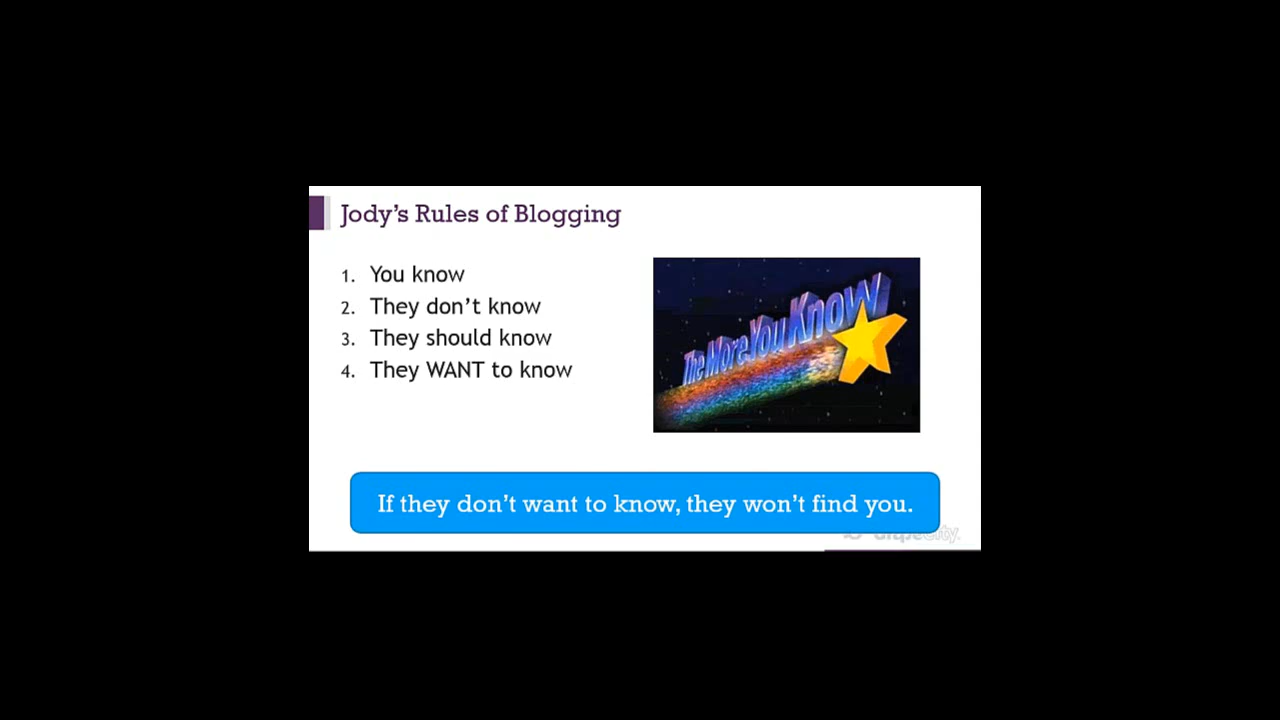 Jody's Rules of Blogging
1. You know
2. They don't know
3. They should know
4. They WANT to know
The More You Know
If they don't want to know, they won't find you.
GrapeCity.